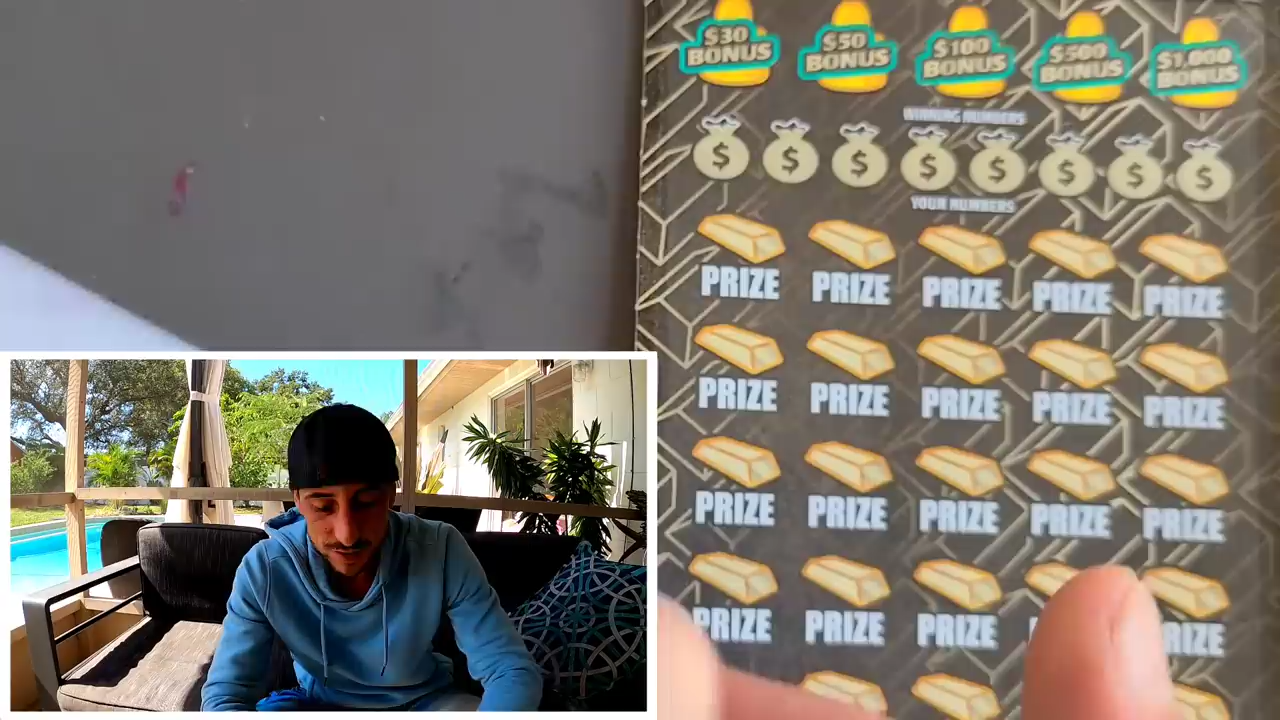 $30 BONUS $50 BONUS $100 BONUS $500 BONUS $1,000 BONUS
WINNING NUMBERS
$ $ $ $ $ $ $ $
YOUR NUMBERS
PRIZE PRIZE PRIZE PRIZE PRIZE
PRIZE PRIZE PRIZE PRIZE PRIZE
PRIZE PRIZE PRIZE PRIZE PRIZE
PRIZE PRIZE PRIZE RIZE